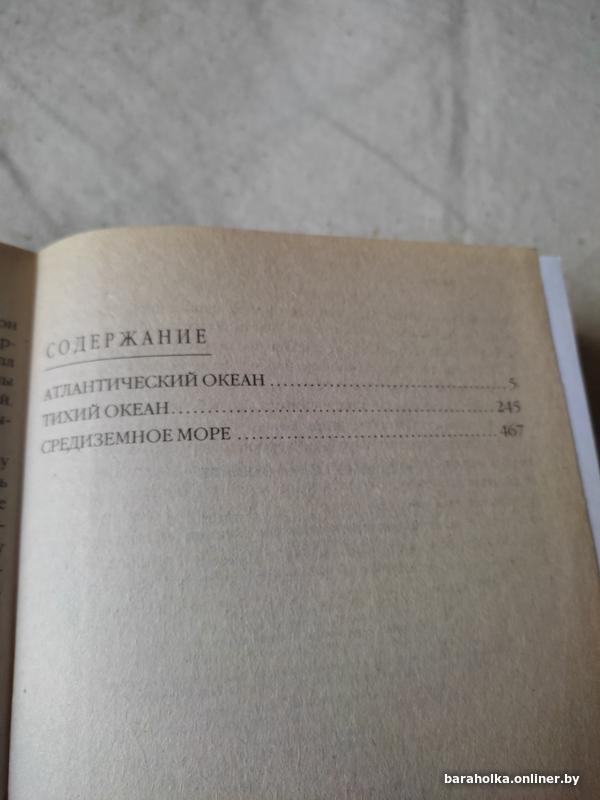 СОДЕРЖАНИЕ
АТЛАНТИЧЕСКИЙ ОКЕАН ........................................ 5
ТИХИЙ ОКЕАН ........................................................ 245
СРЕДИЗЕМНОЕ МОРЕ ............................................ 467
baraholka.onliner.by